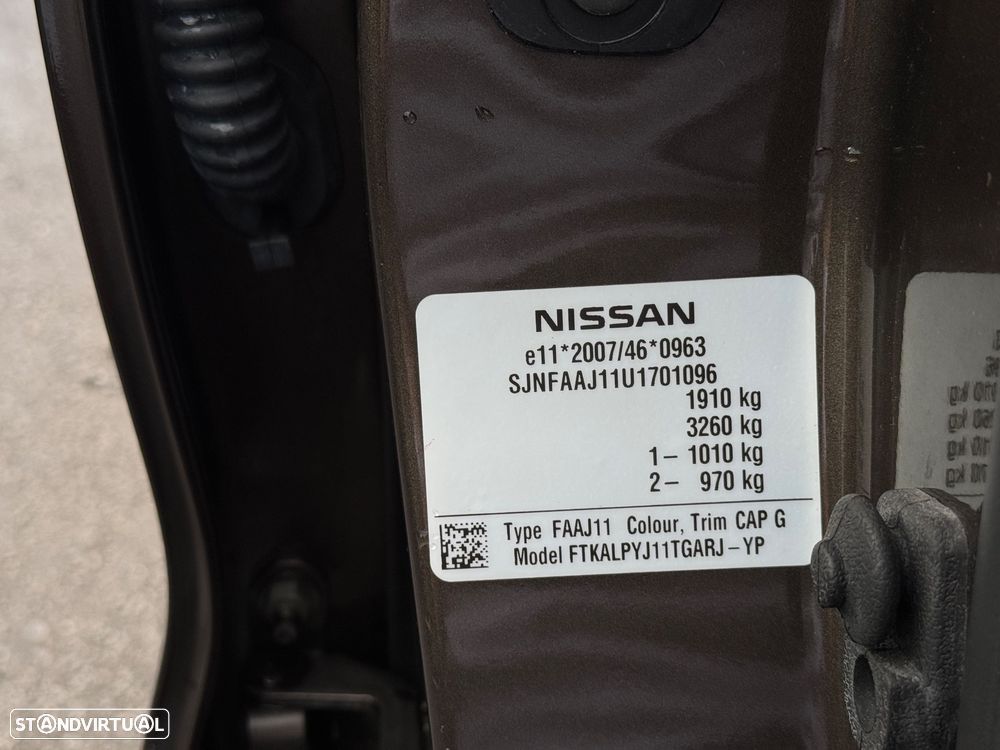 NISSAN
e11*2007/46*0963
SJNFAAJ11U1701096
1910 kg
3260 kg
1– 1010 kg
2– 970 kg
Type FAAJ11 Colour, Trim CAP G
Model FTKALPYJ11TGARJ–YP
STANDVIRTUAL